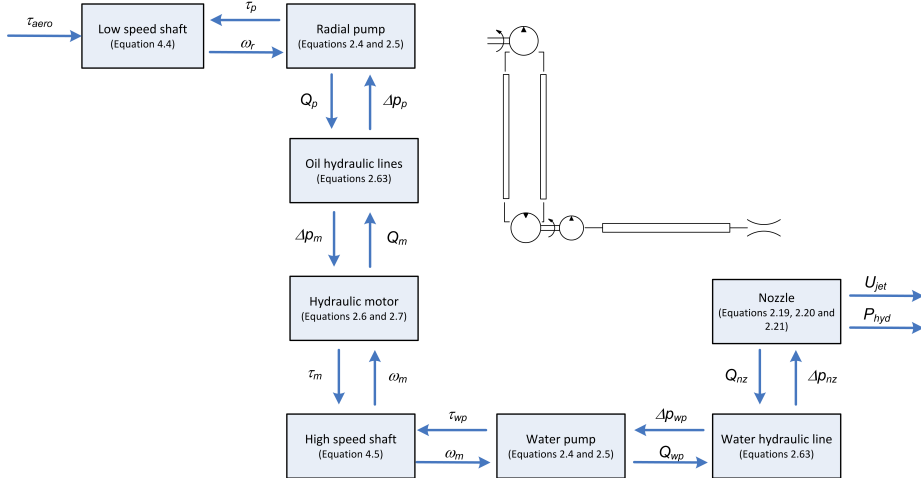 τaero
Low speed shaft
(Equation 4.4)
τp
ωr
Radial pump
(Equations 2.4 and 2.5)
Qp
Δpp
Oil hydraulic lines
(Equations 2.63)
Δpm
Qm
Hydraulic motor
(Equations 2.6 and 2.7)
τm
ωm
High speed shaft
(Equation 4.5)
τwp
ωm
Water pump
(Equations 2.4 and 2.5)
Δpwp
Qwp
Water hydraulic line
(Equations 2.63)
Qnz
Δpnz
Nozzle
(Equations 2.19, 2.20 and
2.21)
Ujet
Phyd